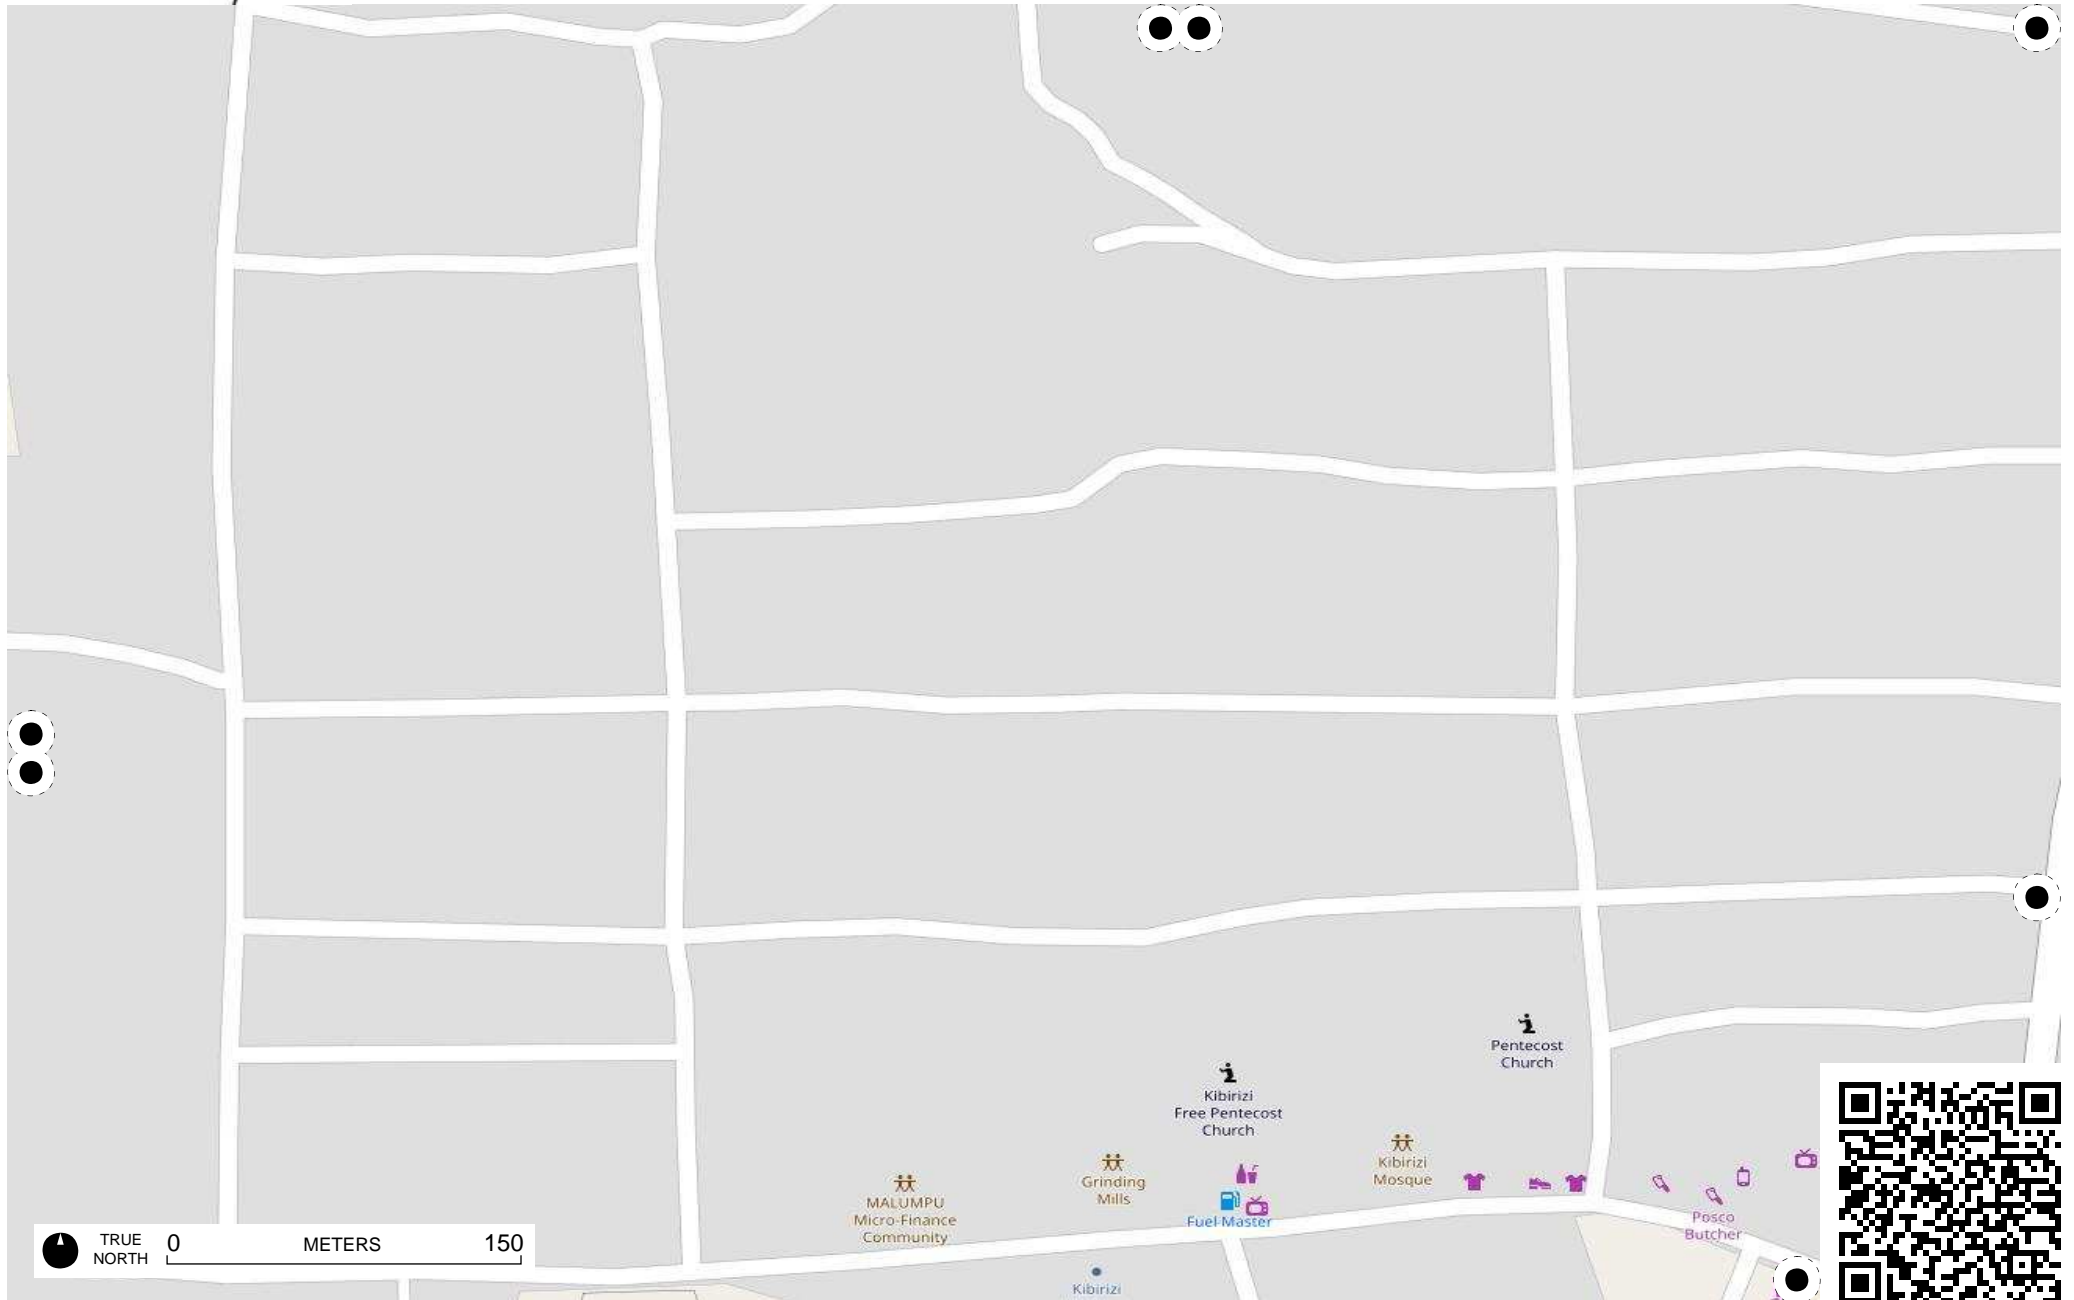 Pentecost
Church
Kibirizi
Free Pentecost
Church
Kibirizi
Mosque
Grinding
Mills
MALUMPU
Micro-Finance
Community
Fuel Master
Posco
Butcher
Kibirizi
TRUE
NORTH
0 METERS 150